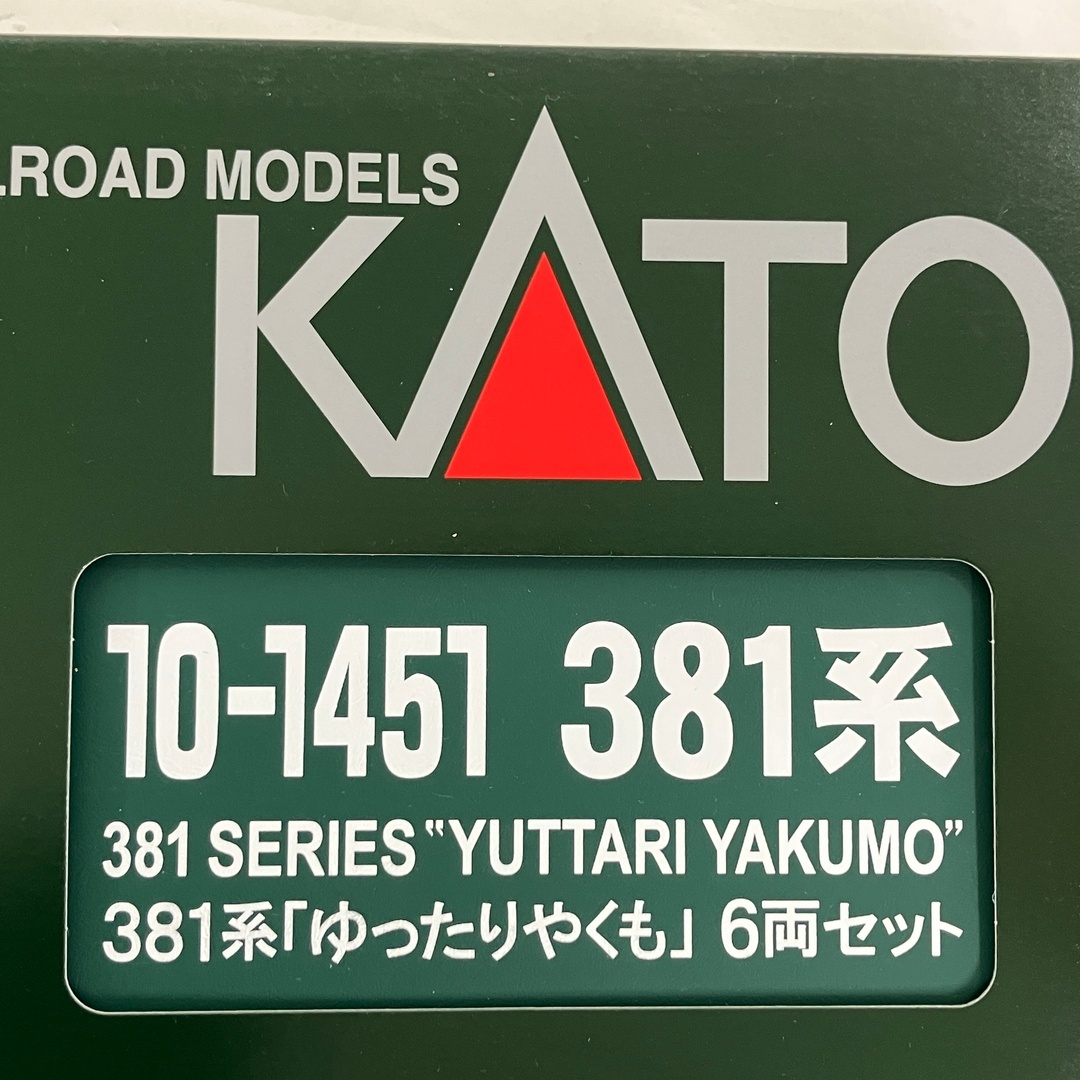 ROAD MODELS
KATO
10-1451 381系
381 SERIES “YUTTARI YAKUMO”
381系「ゆったりやくも」 6両セット